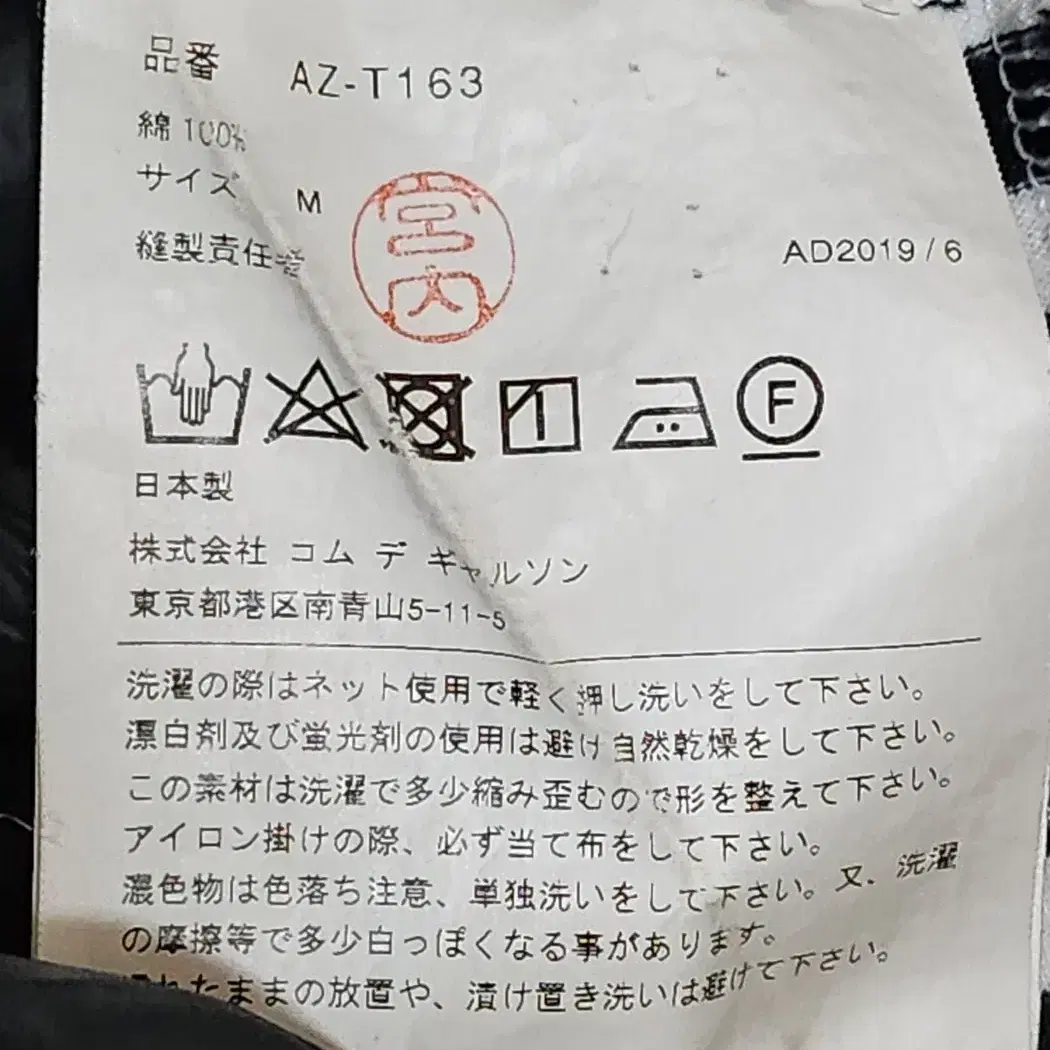 品番 AZ-T163
綿 100%
サイズ M
宮内
縫製責任者
AD2019/6
F
日本製
株式会社 コム デ ギャルソン
東京都港区南青山5-11-5
洗濯の際はネット使用で軽く押し洗いをして下さい。
漂白剤及び蛍光剤の使用は避け自然乾燥をして下さい。
この素材は洗濯で多少縮み歪むので形を整えて下さい。
アイロン掛けの際、必ず当て布をして下さい。
濃色物は色落ち注意、単独洗いをして下さい。又、洗濯
の摩擦等で多少白っぽくなる事があります。
れたままの放置や、漬け置き洗いは避けて下さい。